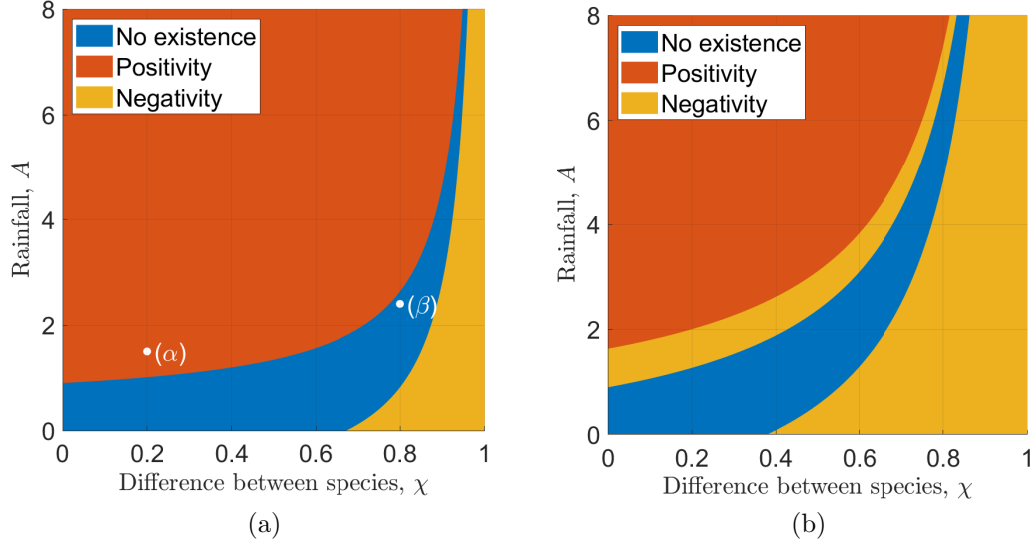 8
6
4
2
0
Rainfall, A
No existence
Positivity
Negativity
(α)
(β)
0 0.2 0.4 0.6 0.8 1
Difference between species, χ
(a)
8
6
4
2
0
Rainfall, A
No existence
Positivity
Negativity
0 0.2 0.4 0.6 0.8 1
Difference between species, χ
(b)